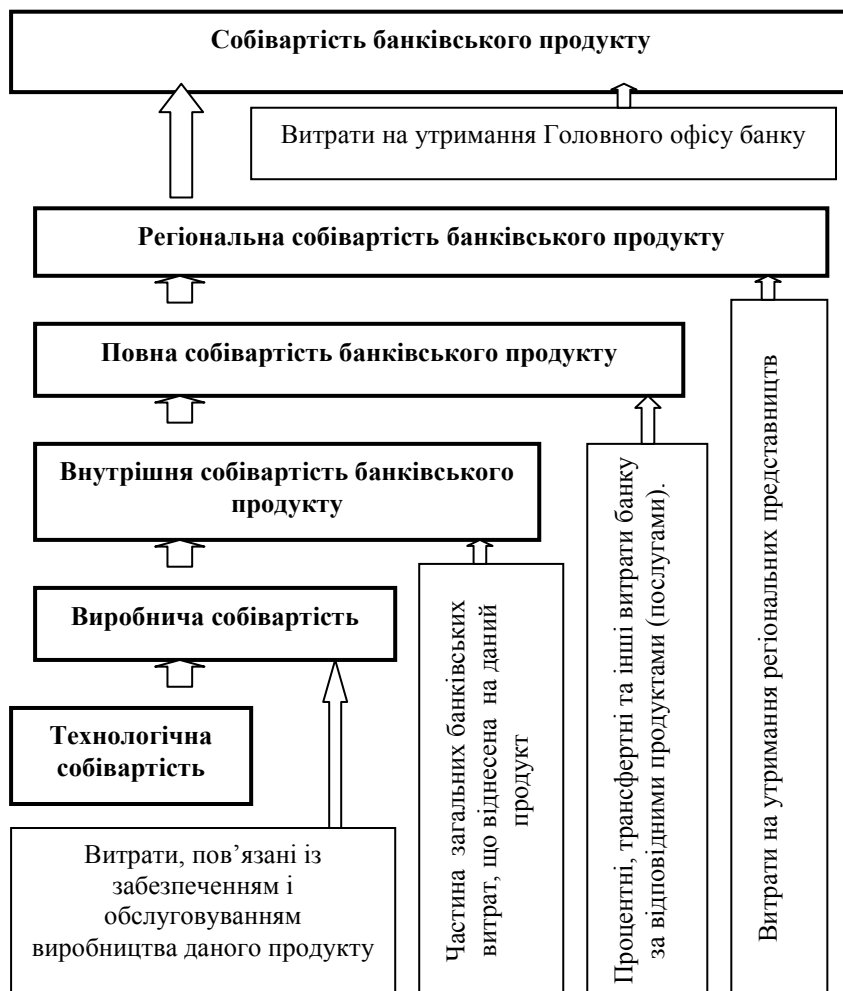 Собівартість банківського продукту
Витрати на утримання Головного офісу банку
Регіональна собівартість банківського продукту
Повна собівартість банківського продукту
Внутрішня собівартість банківського
продукту
Виробнича собівартість
Технологічна
собівартість
Витрати, пов’язані із
забезпеченням і
обслуговуванням
виробництва даного продукту
Частина загальних банківських
витрат, що віднесена на даний
продукт
Процентні, трансфертні та інші витрати банку
за відповідними продуктами (послугами).
Витрати на утримання регіональних представництв